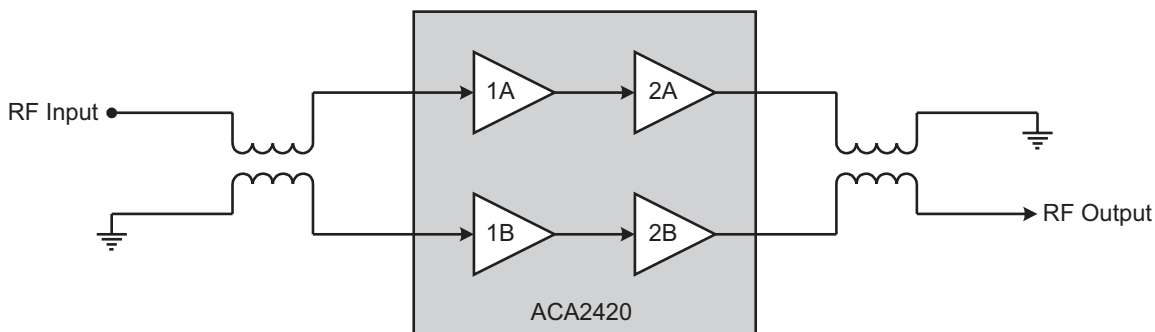 1A
2A
RF Input
RF Output
1B
2B
ACA2420